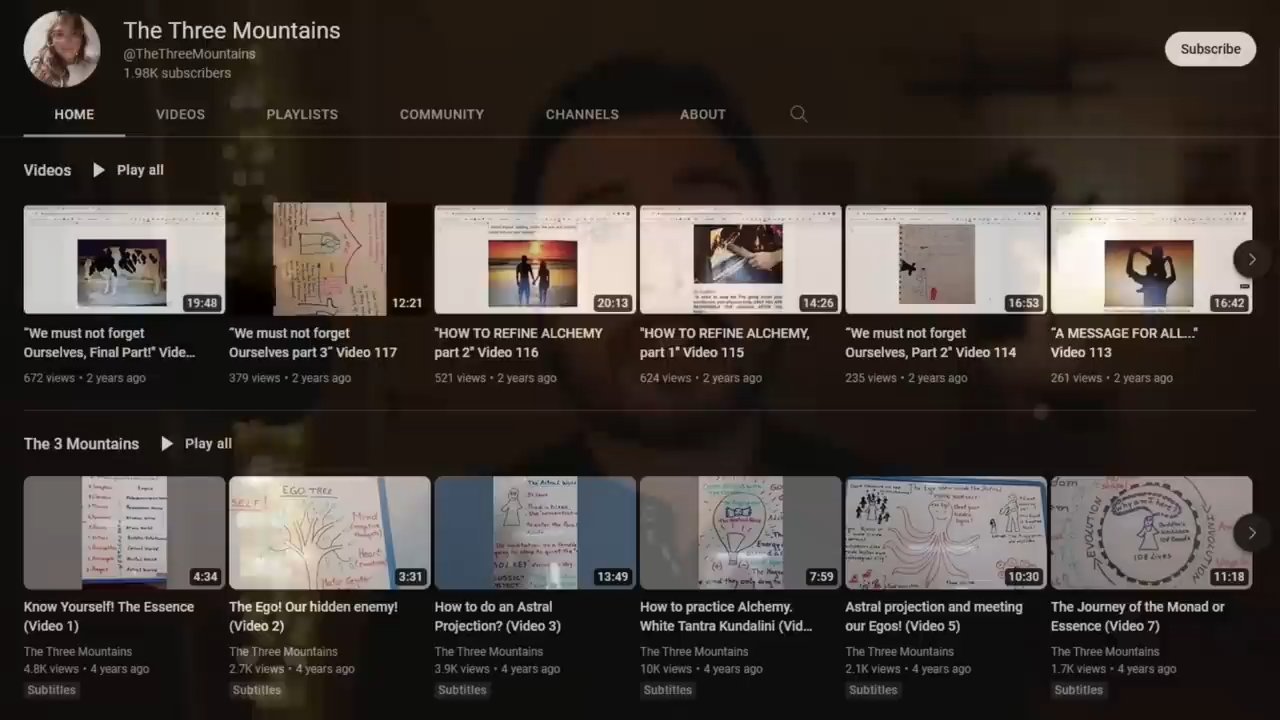 The Three Mountains
@TheThreeMountains
1.98K subscribers
Subscribe
HOME
VIDEOS
PLAYLISTS
COMMUNITY
CHANNELS
ABOUT
Videos
Play all
19:48
12:21
20:13
14:26
16:53
16:42
"We must not forget
Ourselves, Final Part!" Vide...
672 views • 2 years ago
"We must not forget
Ourselves part 3" Video 117
379 views • 2 years ago
"HOW TO REFINE ALCHEMY
part 2" Video 116
521 views • 2 years ago
"HOW TO REFINE ALCHEMY,
part 1" Video 115
624 views • 2 years ago
"We must not forget
Ourselves, Part 2" Video 114
235 views • 2 years ago
"A MESSAGE FOR ALL..."
Video 113
261 views • 2 years ago
The 3 Mountains
Play all
4:34
SELF!
EGO TREE
Mind
Heart
Motor
3:31
The Astral World
13:49
7:59
10:30
EVOLUTION
Why am I here?
108 LIVES
11:18
Know Yourself! The Essence
(Video 1)
The Three Mountains
4.8K views • 4 years ago
Subtitles
The Ego! Our hidden enemy!
(Video 2)
The Three Mountains
2.7K views • 4 years ago
Subtitles
How to do an Astral
Projection? (Video 3)
The Three Mountains
3.9K views • 4 years ago
Subtitles
How to practice Alchemy.
White Tantra Kundalini (Vid...
The Three Mountains
10K views • 4 years ago
Subtitles
Astral projection and meeting
our Egos! (Video 5)
The Three Mountains
2.1K views • 4 years ago
Subtitles
The Journey of the Monad or
Essence (Video 7)
The Three Mountains
1.7K views • 4 years ago
Subtitles